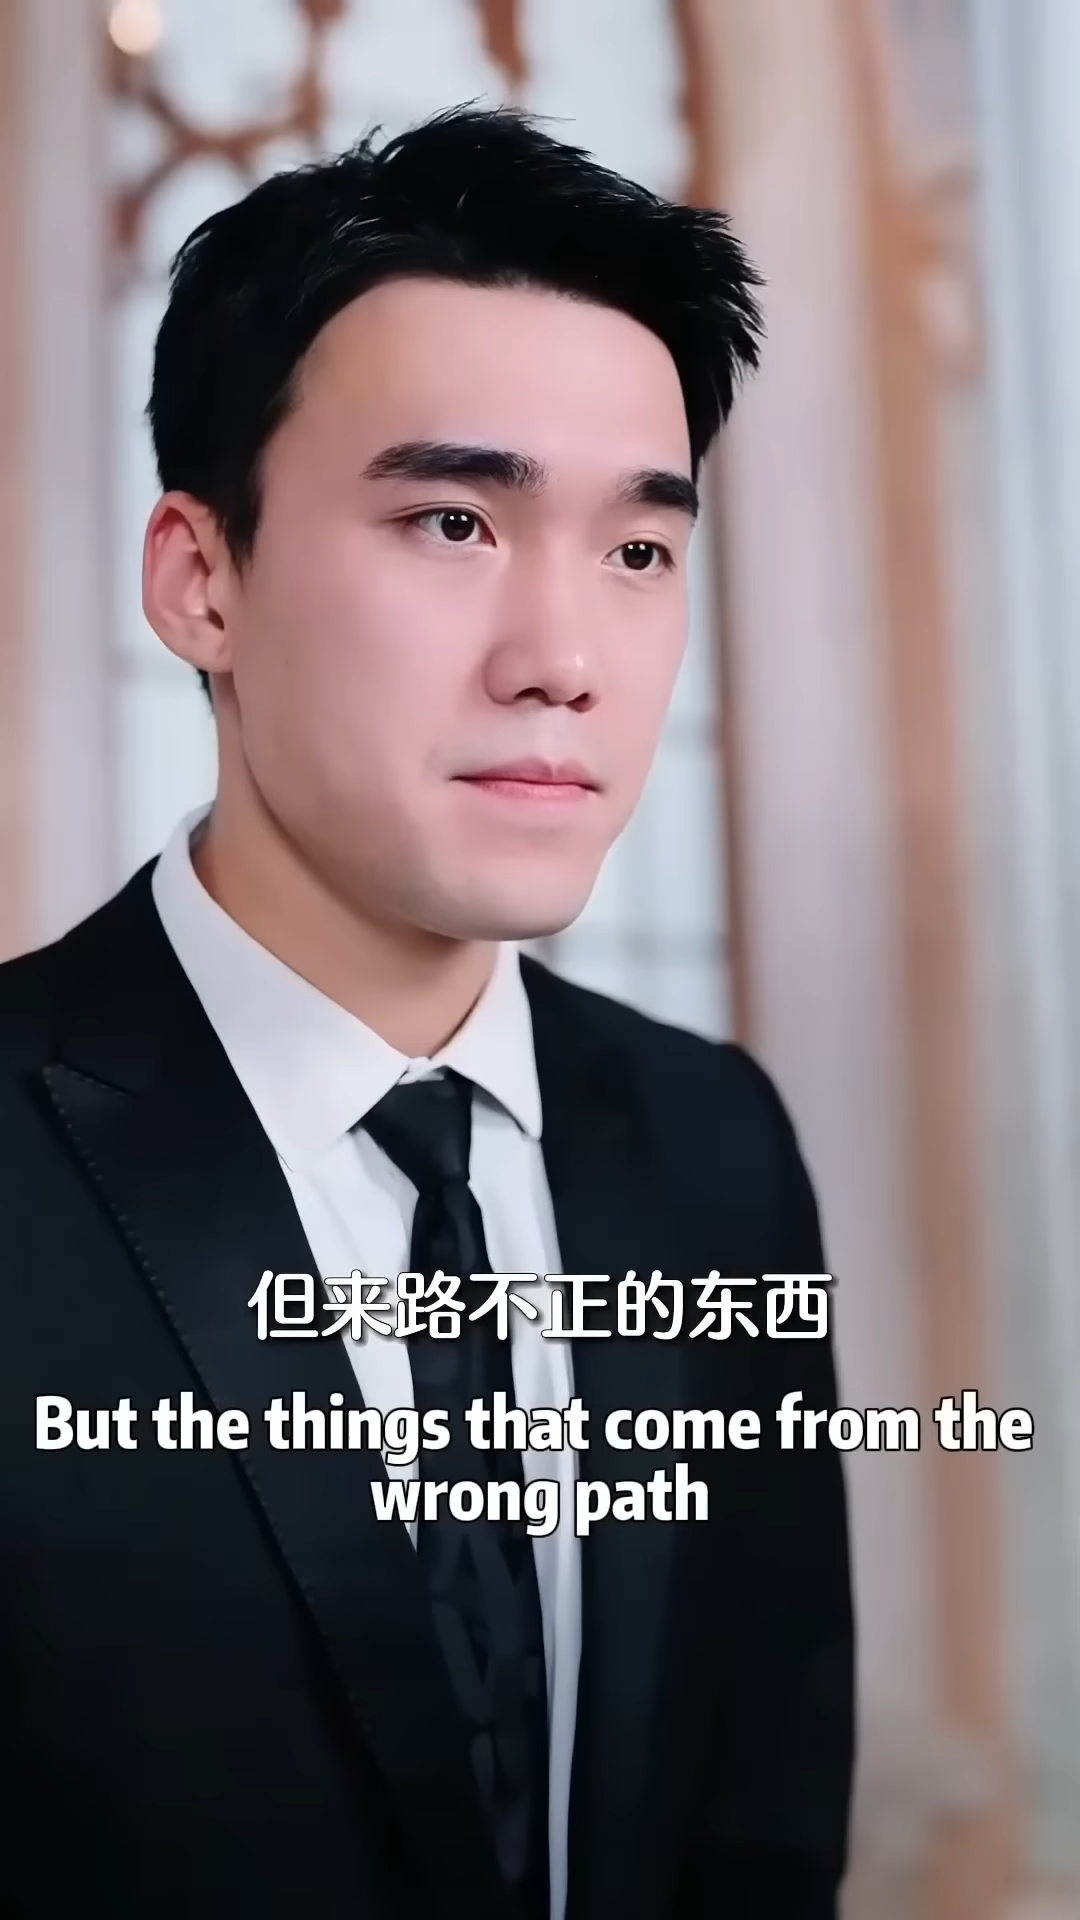 但来路不正的东西
But the things that come from the
wrong path